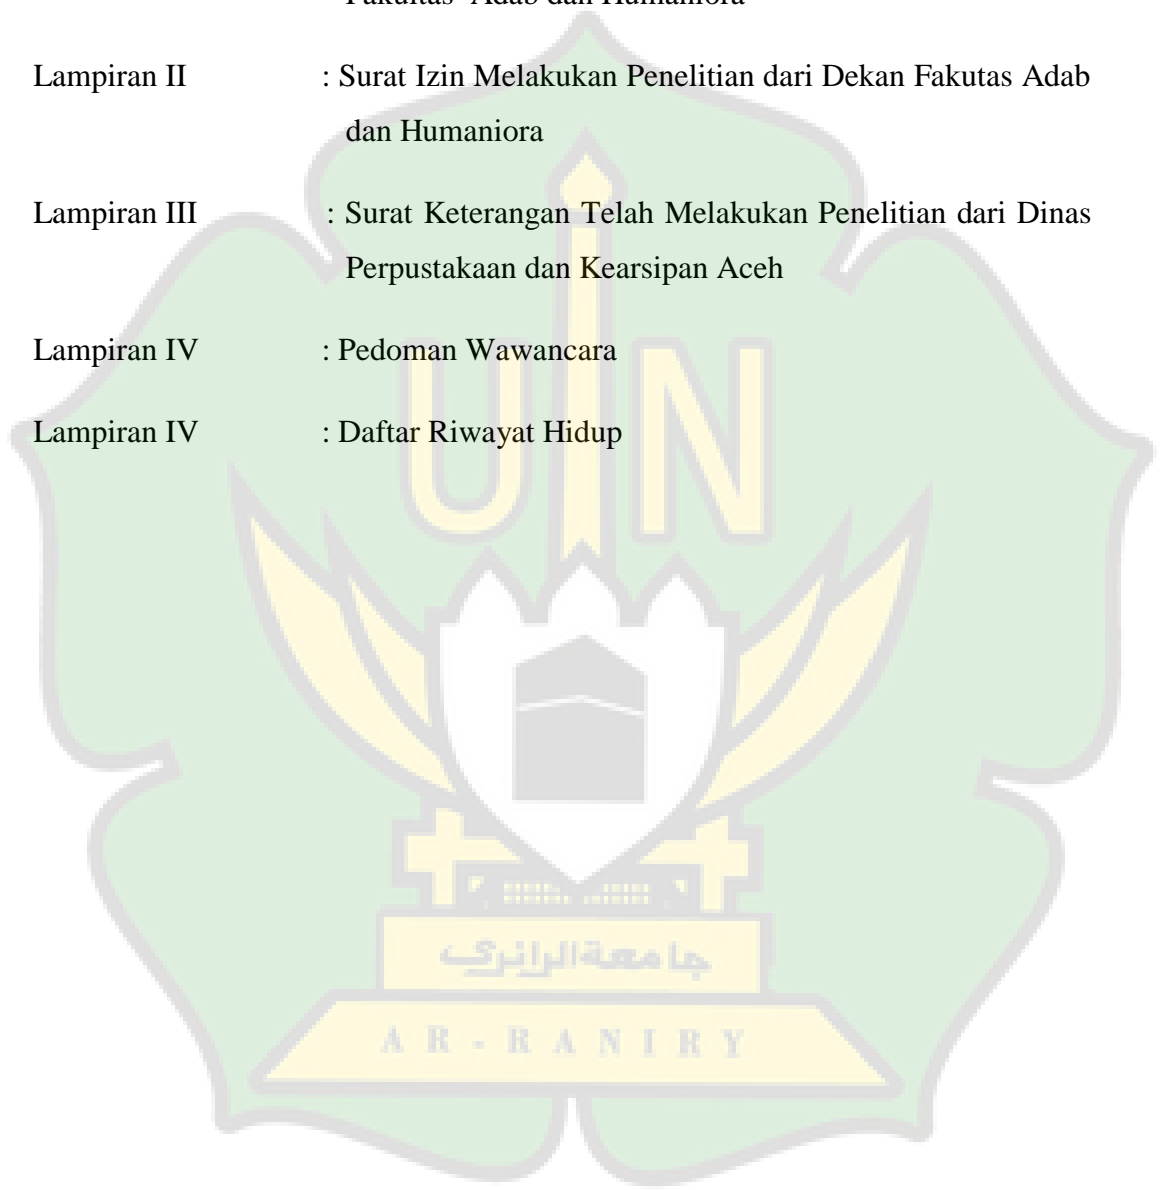 Fakultas Adab dan Humaniora
Lampiran II : Surat Izin Melakukan Penelitian dari Dekan Fakutas Adab
dan Humaniora
Lampiran III : Surat Keterangan Telah Melakukan Penelitian dari Dinas
Perpustakaan dan Kearsipan Aceh
Lampiran IV : Pedoman Wawancara
Lampiran IV : Daftar Riwayat Hidup
UIN
جامعةالرانري
AR-RANIRY